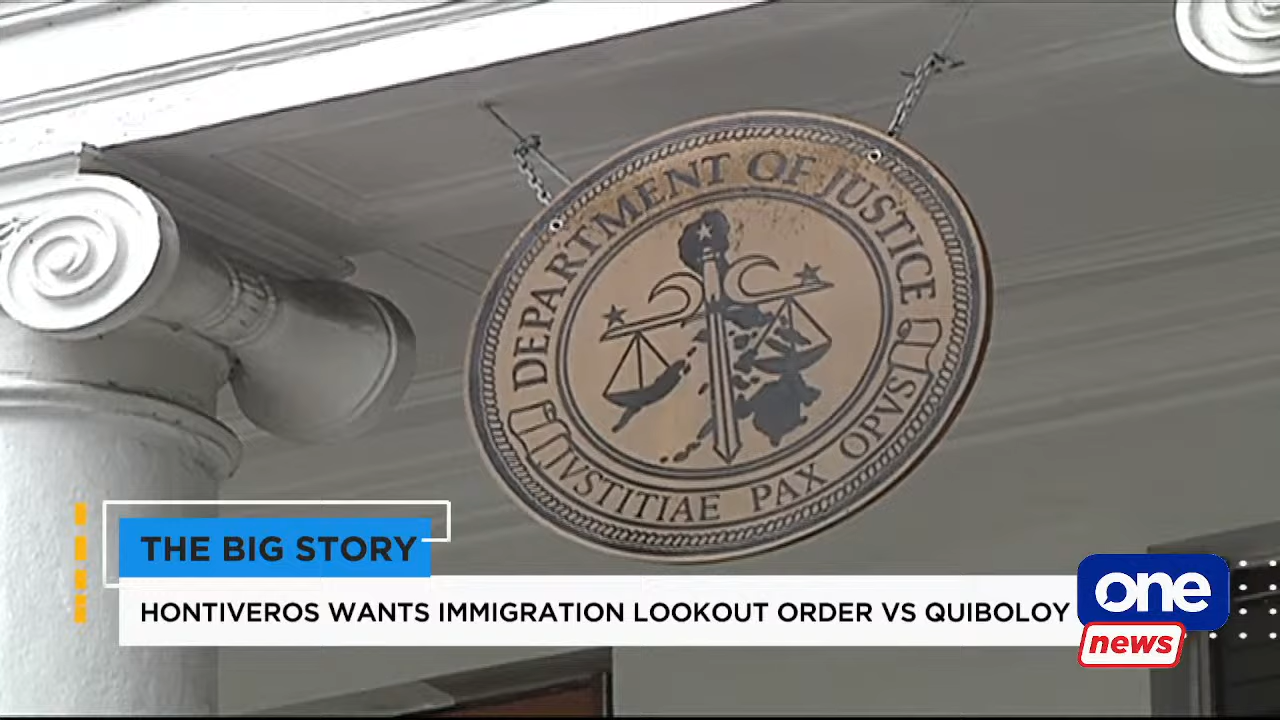 DEPARTMENT OF JUSTICE
IVSTITIAE PAX OPVS
THE BIG STORY
HONTIVEROS WANTS IMMIGRATION LOOKOUT ORDER VS QUIBOLOY
one
news